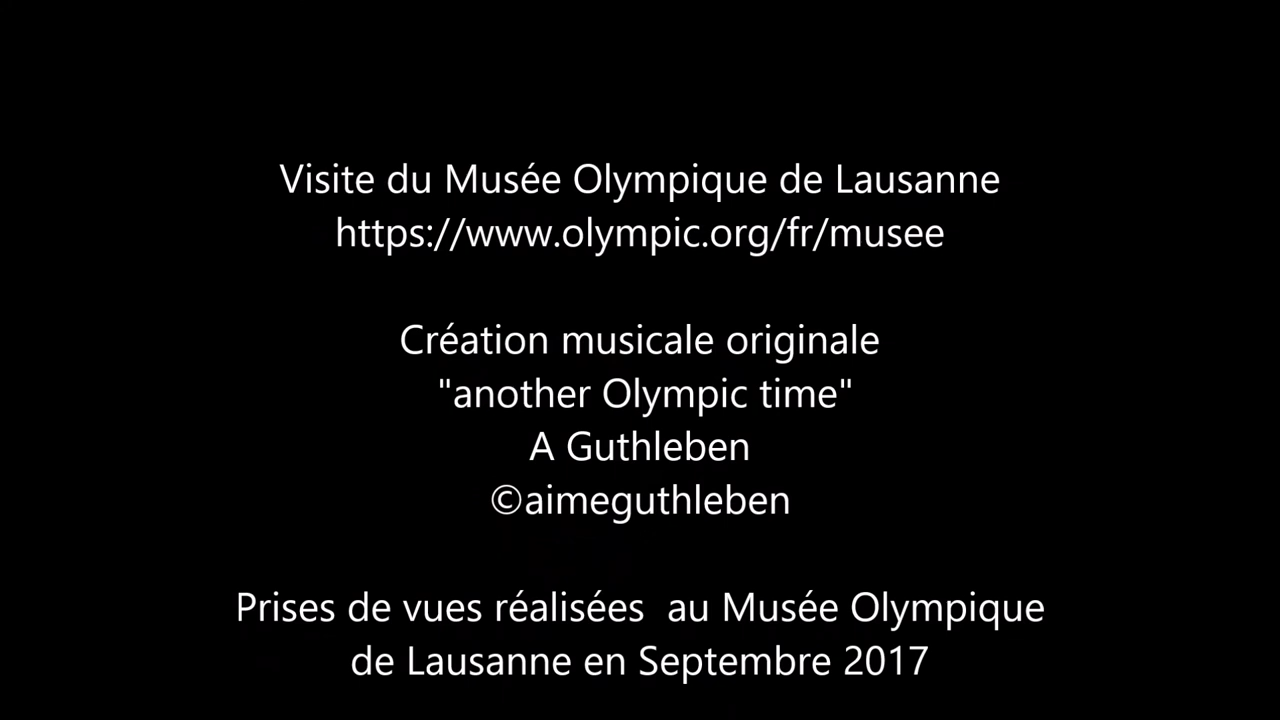 Visite du Musée Olympique de Lausanne
https://www.olympic.org/fr/musee
Création musicale originale
"another Olympic time"
A Guthleben
©aimeguthleben
Prises de vues réalisées  au Musée Olympique
de Lausanne en Septembre 2017